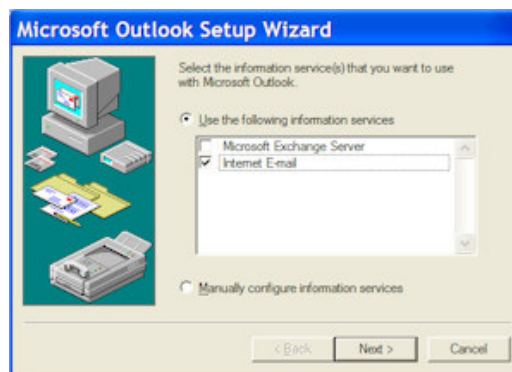 Microsoft Outlook Setup Wizard
Select the information service(s) that you want to use
with Microsoft Outlook.
Use the following information services
Microsoft Exchange Server
Internet E-mail
Manually configure information services
< Back
Next >
Cancel